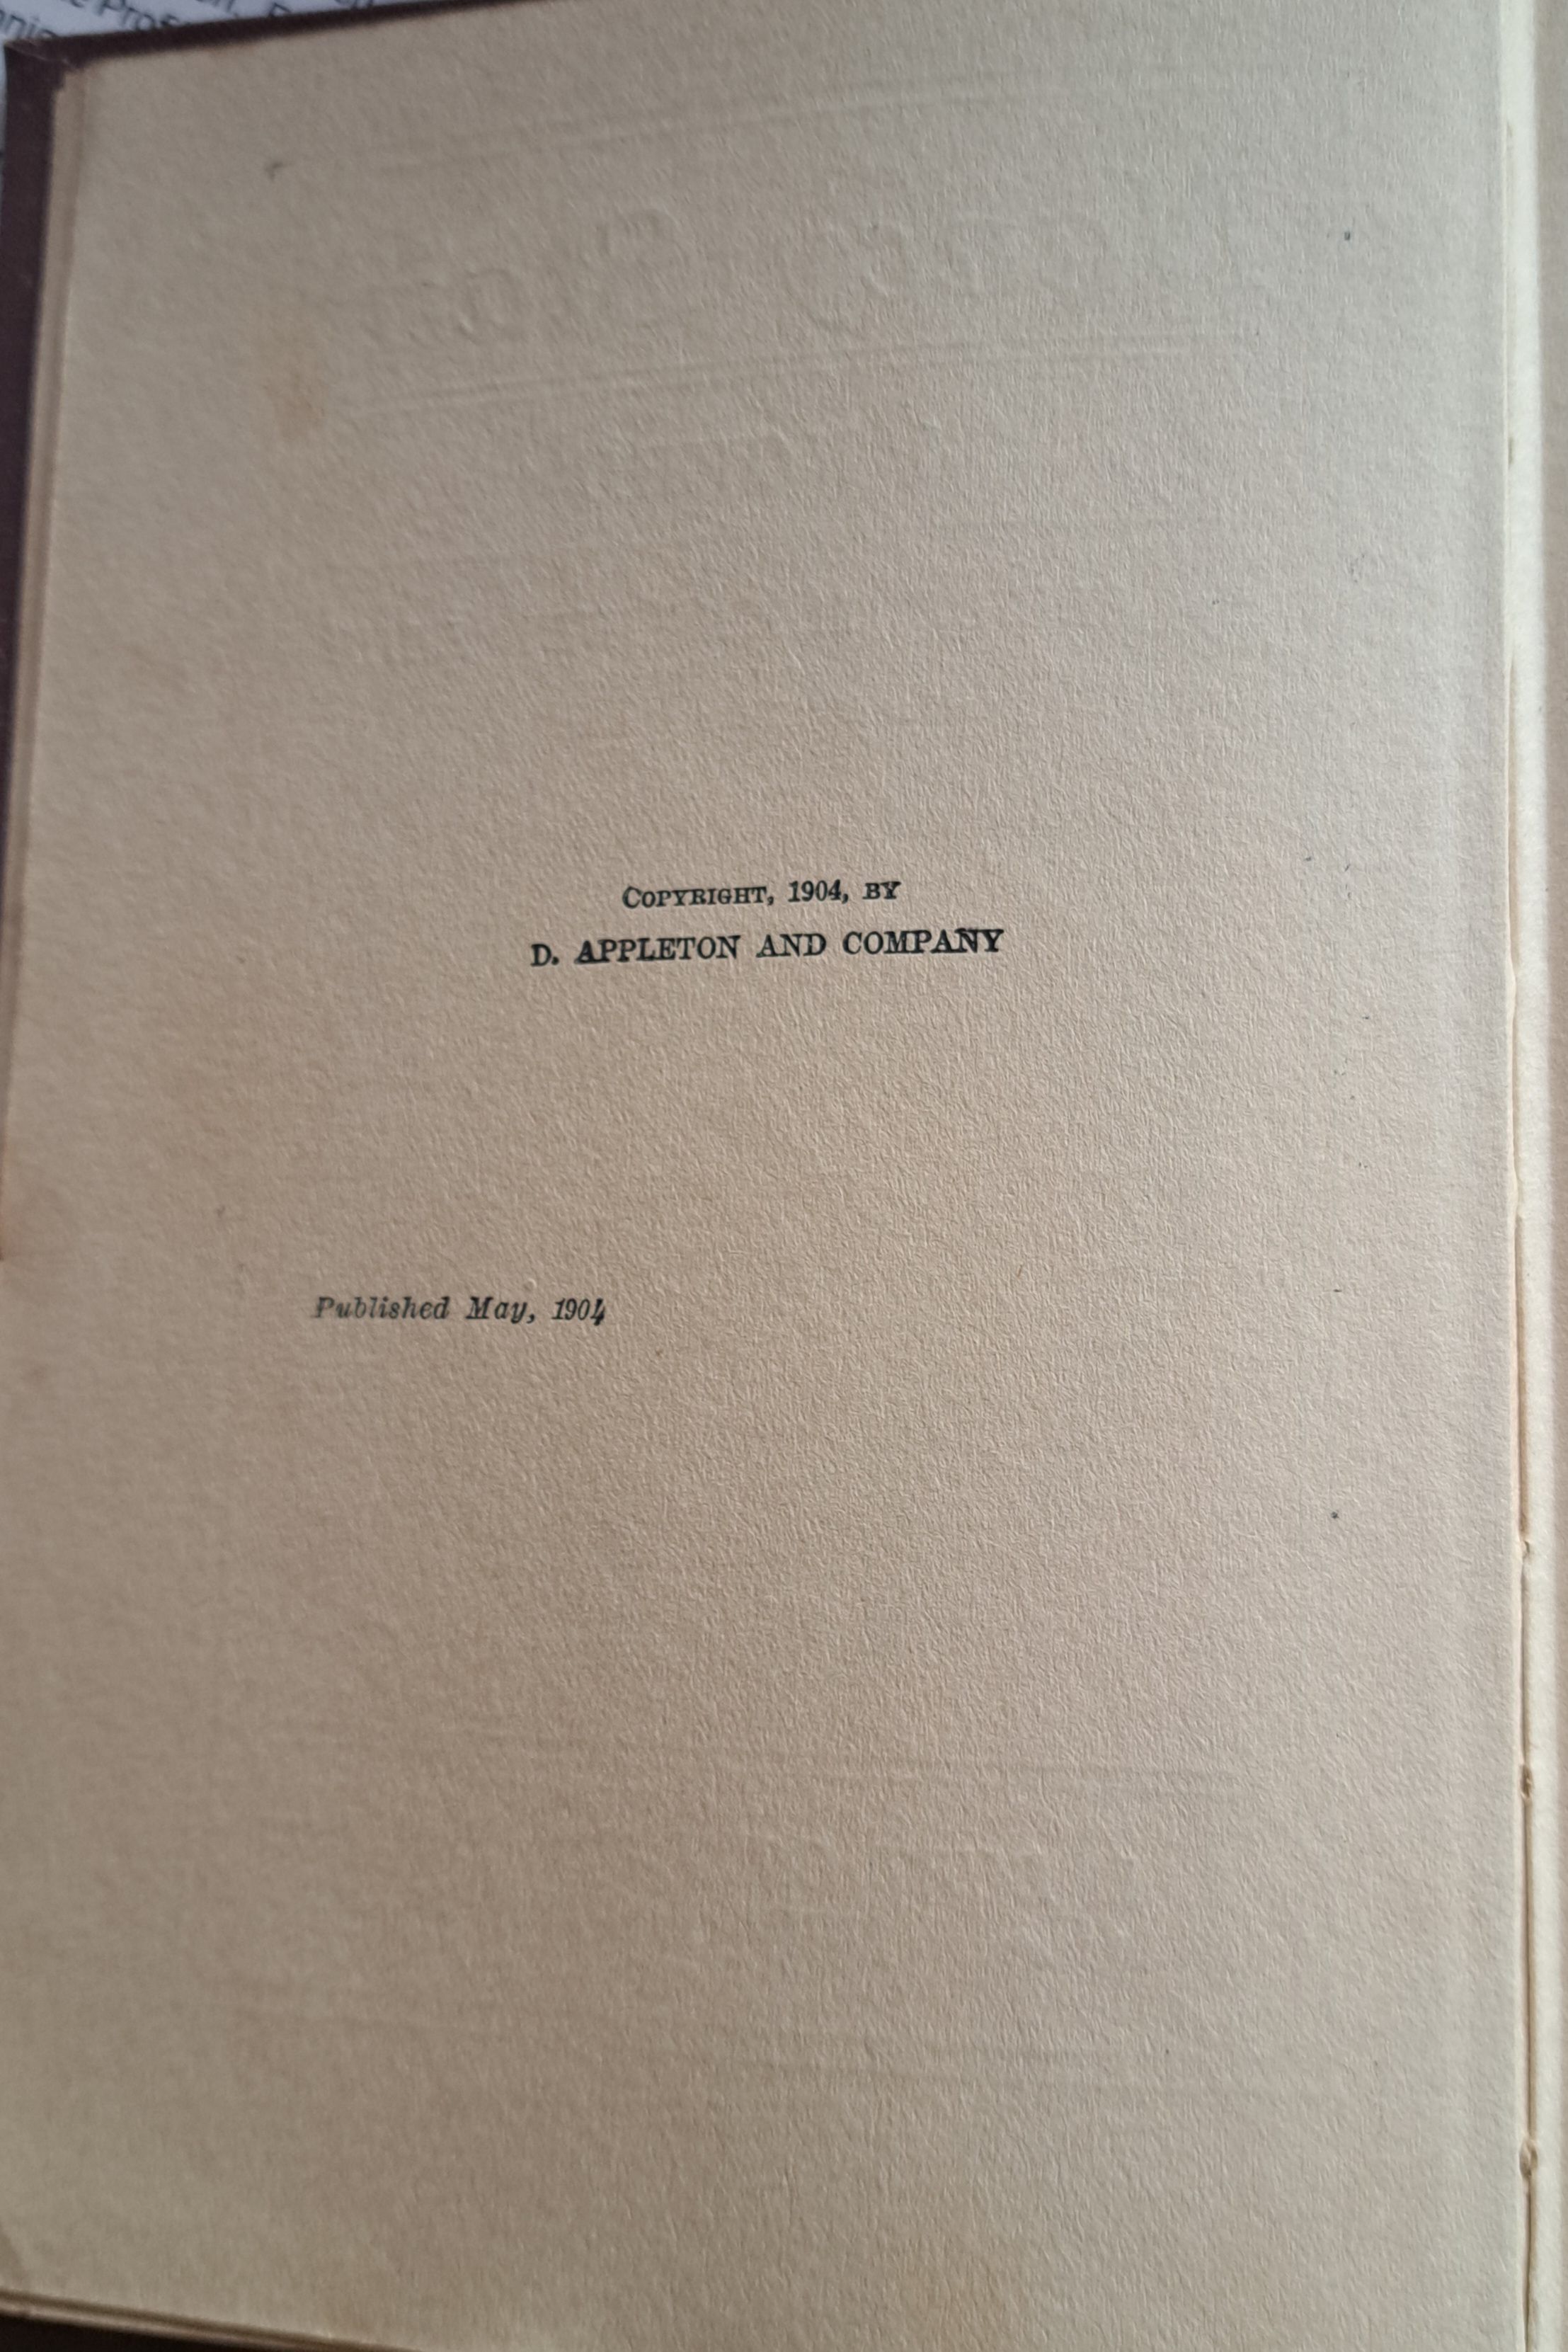 COPYRIGHT, 1904, BY
D. APPLETON AND COMPANY
Published May, 1904